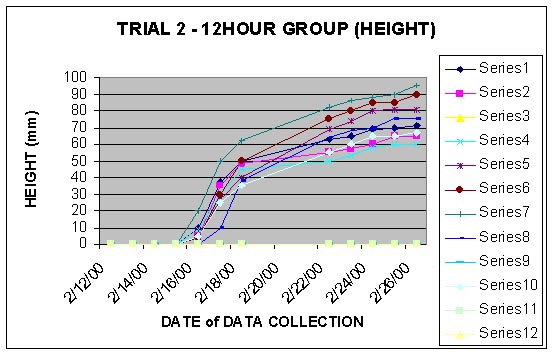 TRIAL 2 - 12HOUR GROUP (HEIGHT)
HEIGHT (mm)
100
90
80
70
60
50
40
30
20
10
0
2/12/00
2/14/00
2/16/00
2/18/00
2/20/00
2/22/00
2/24/00
2/26/00
DATE of DATA COLLECTION
Series1
Series2
Series3
Series4
Series5
Series6
Series7
Series8
Series9
Series10
Series11
Series12